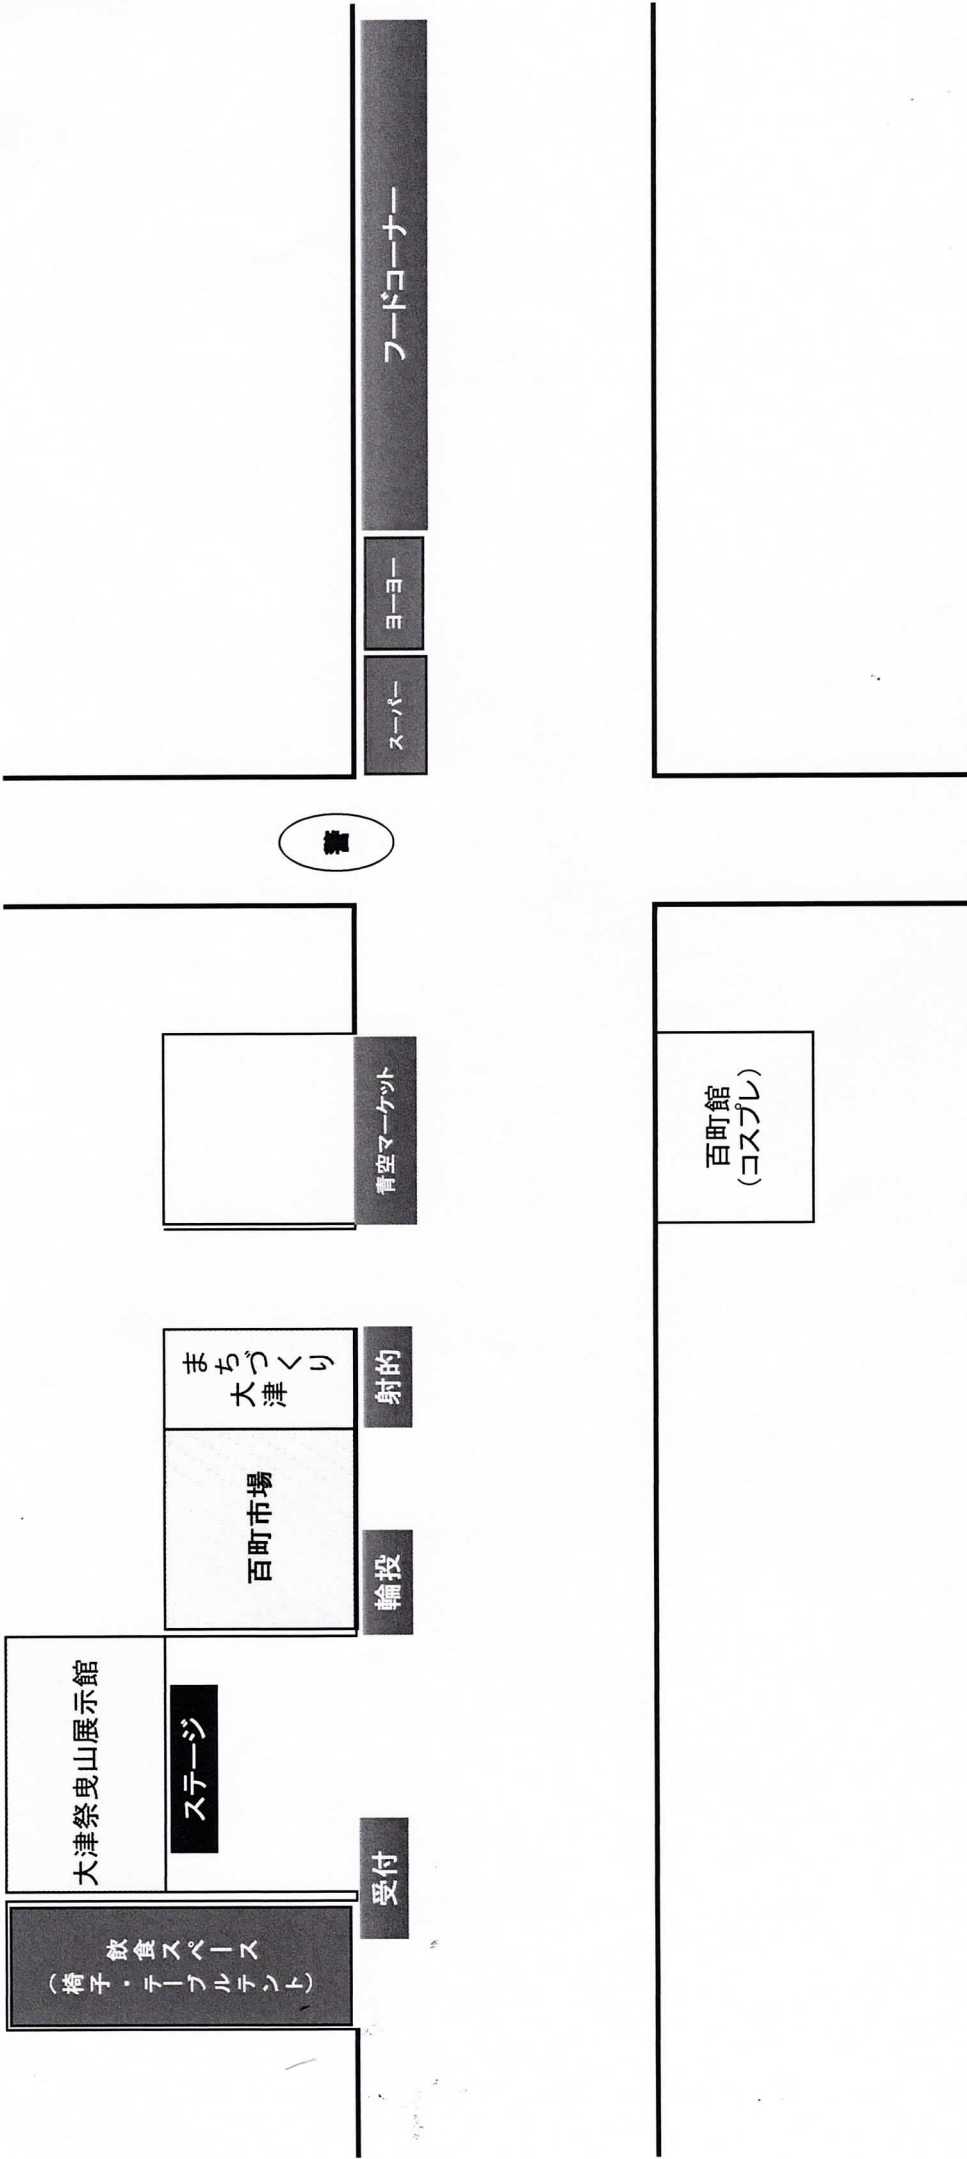 飲食スペース
（椅子・テーブルテント）
大津祭曳山展示館
ステージ
受付
百町市場
輪投
まちづくり
大津
射的
青空マーケット
百町館
（コスプレ）
警
スーパー
ヨーヨー
フードコーナー